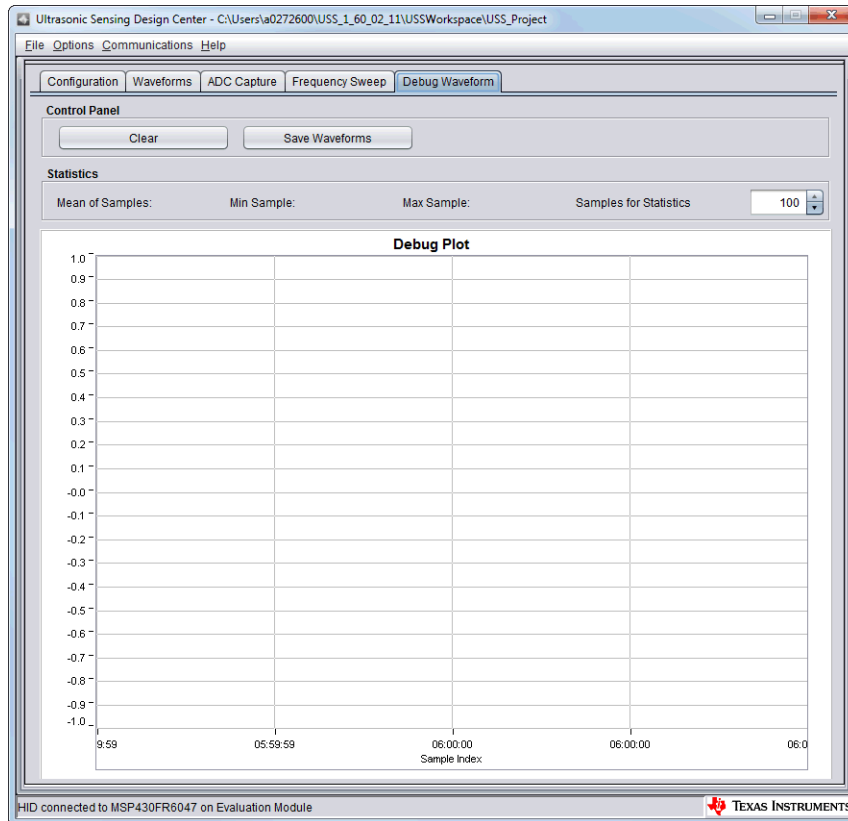 Ultrasonic Sensing Design Center - C:\Users\a0272600\USS_1_60_02_11\USSWorkspace\USS_Project
File Options Communications Help
Configuration Waveforms ADC Capture Frequency Sweep Debug Waveform
Control Panel
Clear Save Waveforms
Statistics
Mean of Samples: Min Sample: Max Sample: Samples for Statistics 100
Debug Plot
1.0
0.9
0.8
0.7
0.6
0.5
0.4
0.3
0.2
0.1
-0.0
-0.1
-0.2
-0.3
-0.4
-0.5
-0.6
-0.7
-0.8
-0.9
-1.0
9:59 05:59:59 06:00:00 06:00:00 06:0
Sample Index
HID connected to MSP430FR6047 on Evaluation Module TEXAS INSTRUMENTS